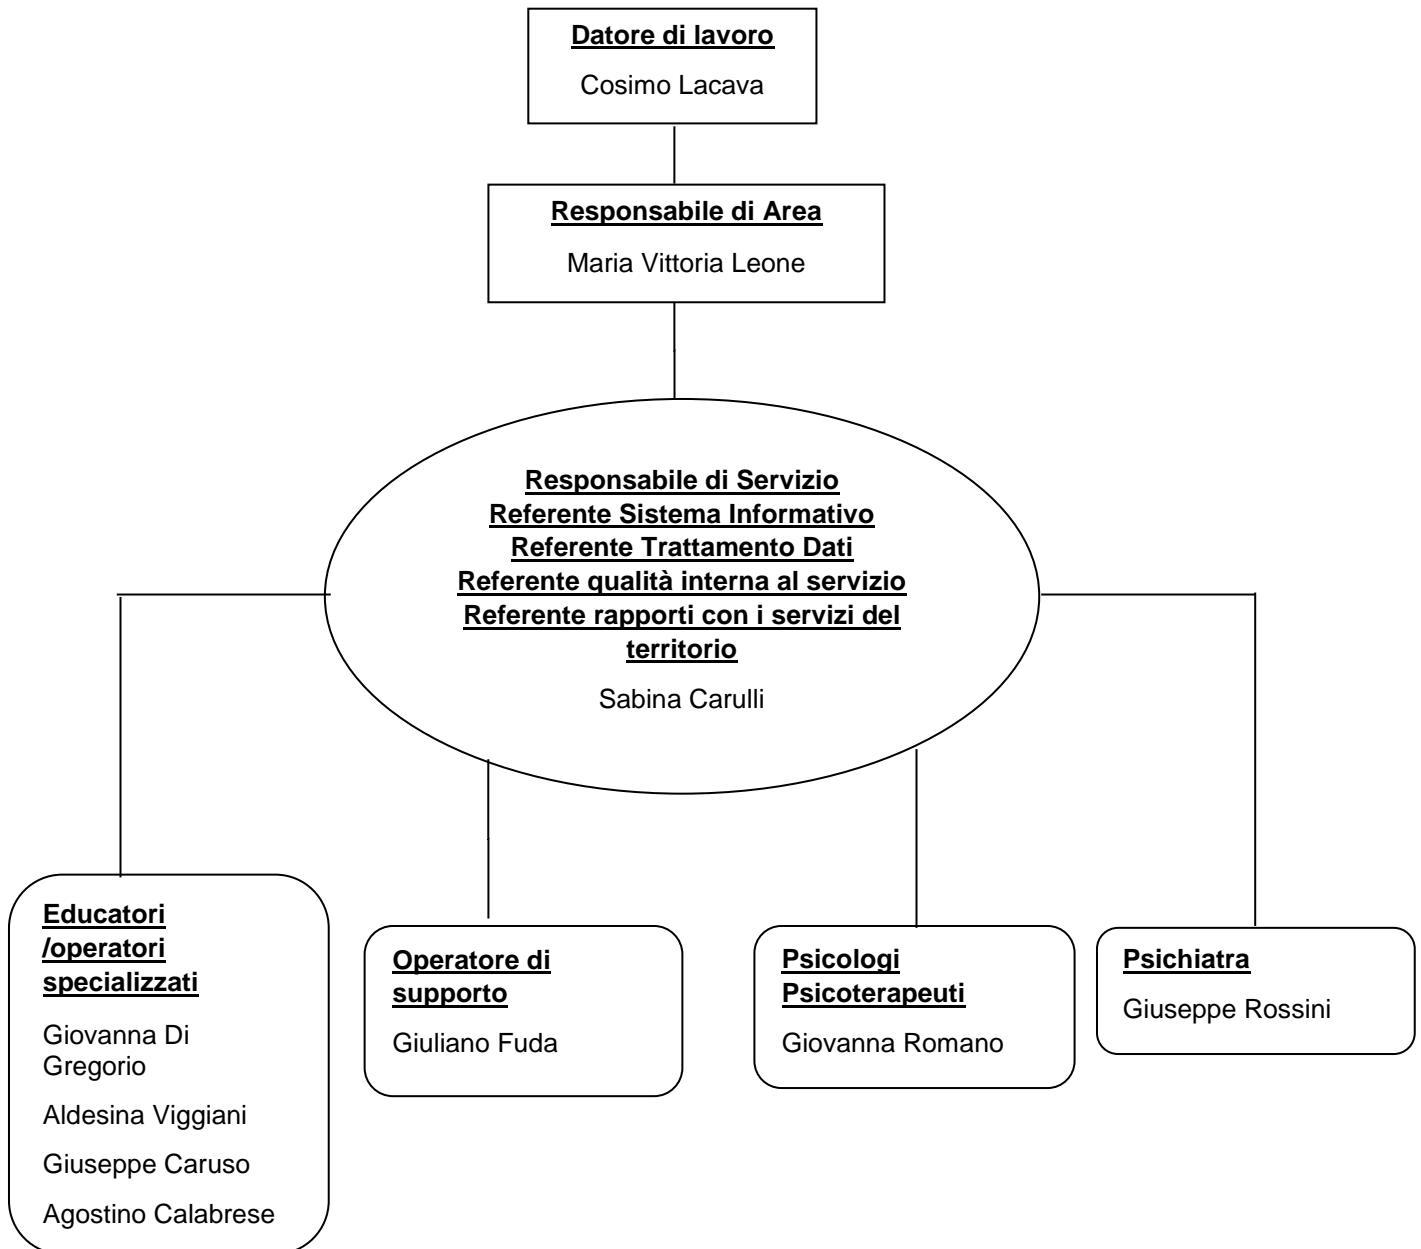 Datore di lavoro
Cosimo Lacava
Responsabile di Area
Maria Vittoria Leone
Responsabile di Servizio
Referente Sistema Informativo
Referente Trattamento Dati
Referente qualità interna al servizio
Referente rapporti con i servizi del
territorio
Sabina Carulli
Educatori
/operatori
specializzati
Giovanna Di
Gregorio
Aldesina Viggiani
Giuseppe Caruso
Agostino Calabrese
Operatore di
supporto
Giuliano Fuda
Psicologi
Psicoterapeuti
Giovanna Romano
Psichiatra
Giuseppe Rossini